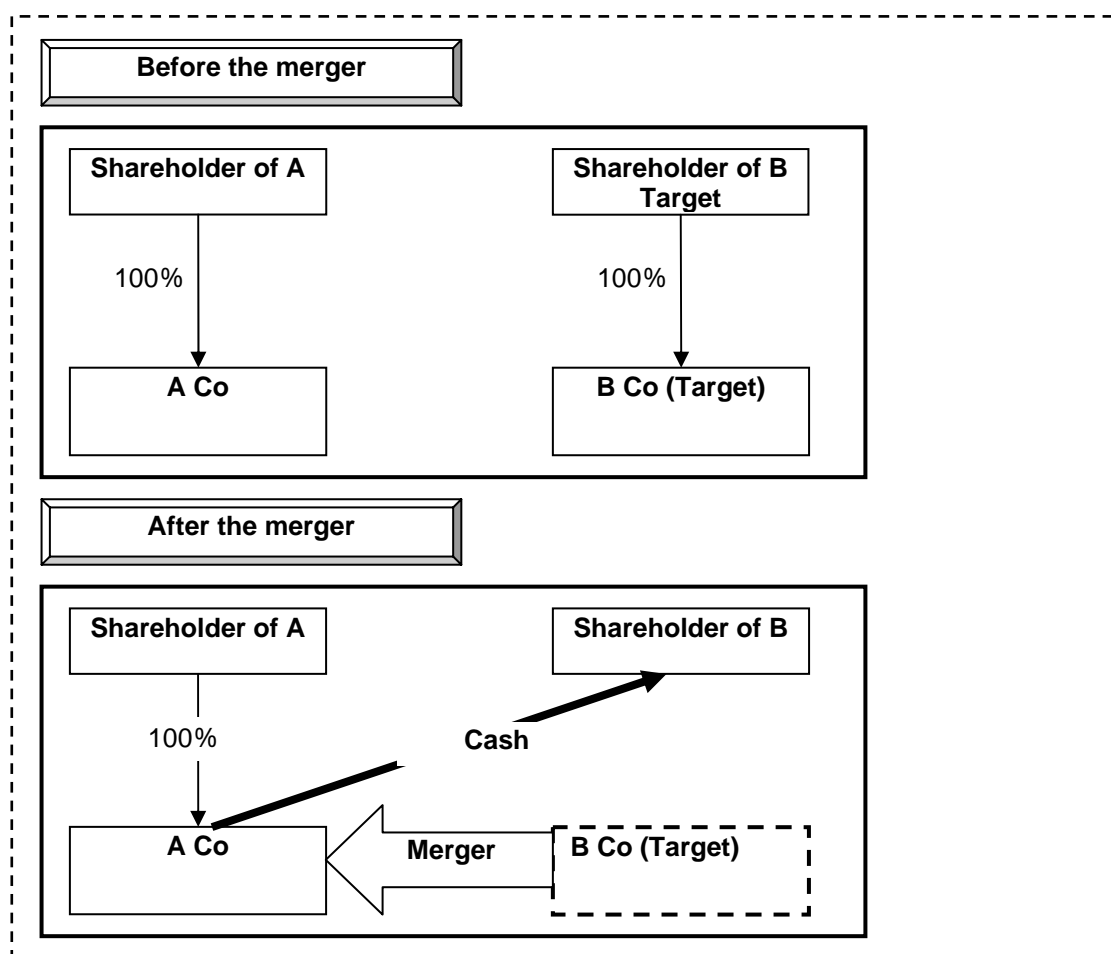 Before the merger
Shareholder of A
Shareholder of B
Target
100%
100%
A Co
B Co (Target)
After the merger
Shareholder of A
Shareholder of B
100%
Cash
A Co
Merger
B Co (Target)